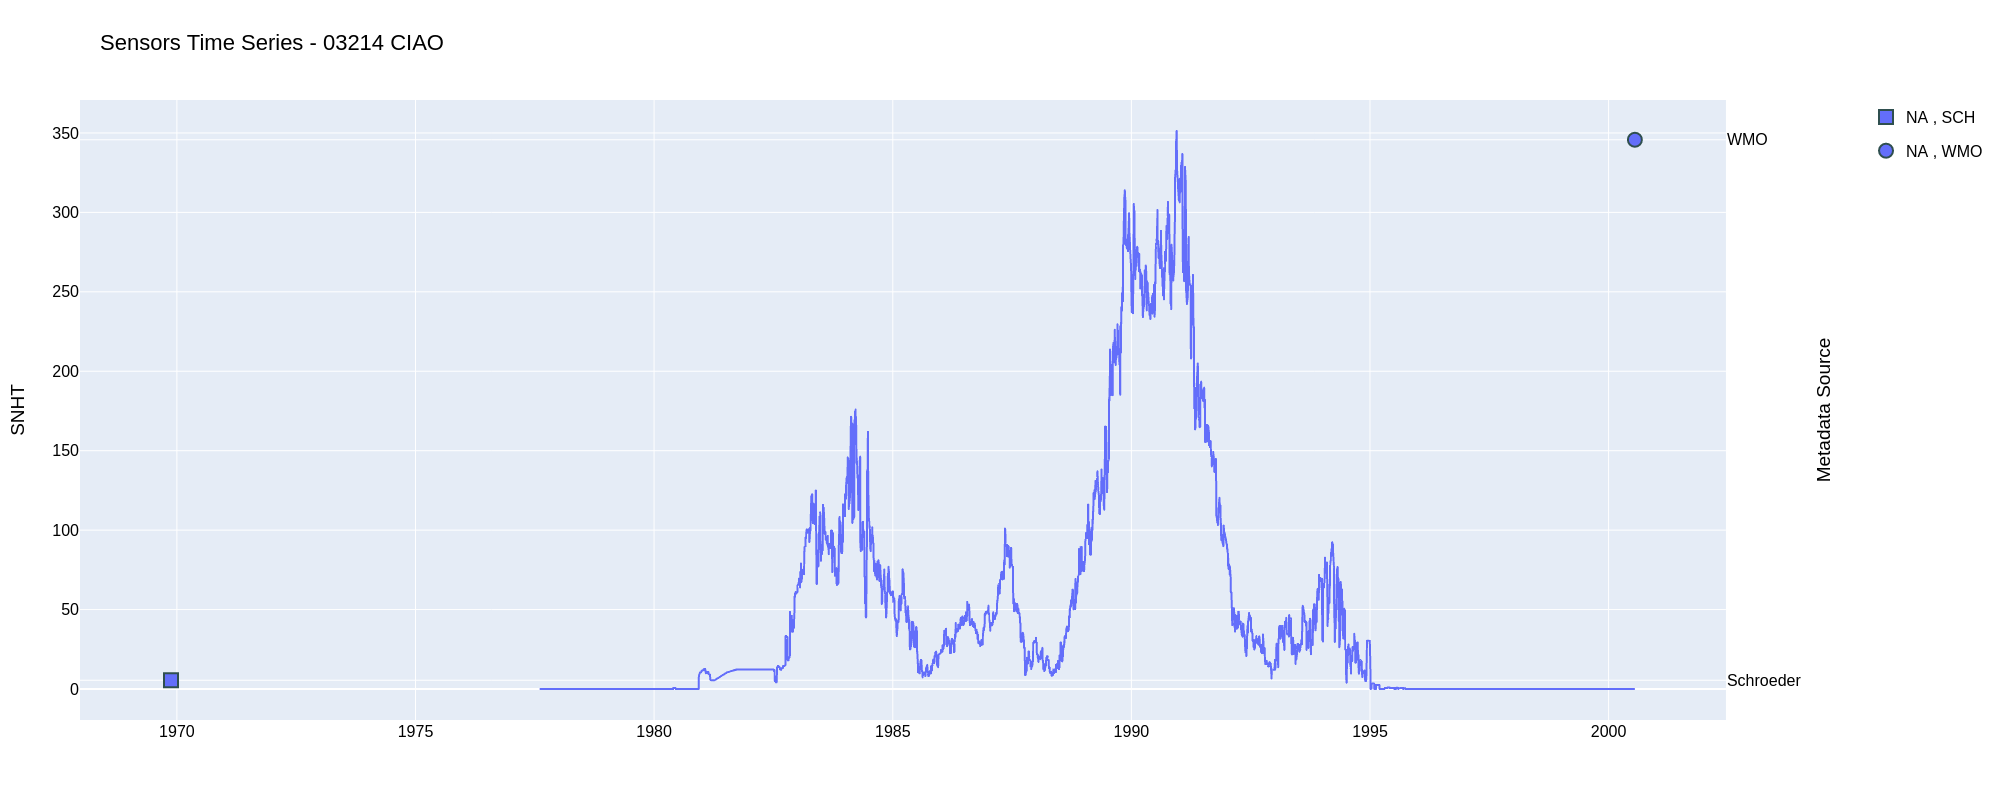 Sensors Time Series - 03214 CIAO
NA , SCH
NA , WMO
350
300
250
200
150
100
50
0
SNHT
WMO
Schroeder
Metadata Source
1970
1975
1980
1985
1990
1995
2000